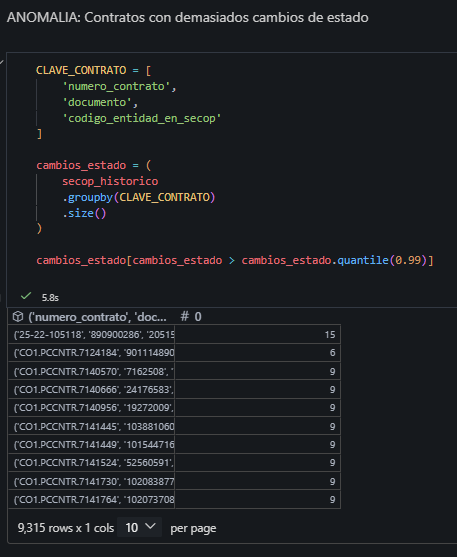 ANOMALIA: Contratos con demasiados cambios de estado
CLAVE_CONTRATO = [
'numero_contrato',
'documento',
'codigo_entidad_en_secop'
]
cambios_estado = (
secop_historico
.groupby(CLAVE_CONTRATO)
.size()
)
cambios_estado[cambios_estado > cambios_estado.quantile(0.99)]
5.8s
('numero_contrato', 'doc... # 0
('25-22-105118', '890900286', '20515 15
('CO1.PCCNTR.7124184', '901114890 6
('CO1.PCCNTR.7140570', '7162508', ' 9
('CO1.PCCNTR.7140666', '24176583', 9
('CO1.PCCNTR.7140956', '19272009', 9
('CO1.PCCNTR.7141445', '103881060 9
('CO1.PCCNTR.7141449', '101544716 9
('CO1.PCCNTR.7141524', '52560591', 9
('CO1.PCCNTR.7141730', '102083877 9
('CO1.PCCNTR.7141764', '102073708 9
9,315 rows x 1 cols 10 per page